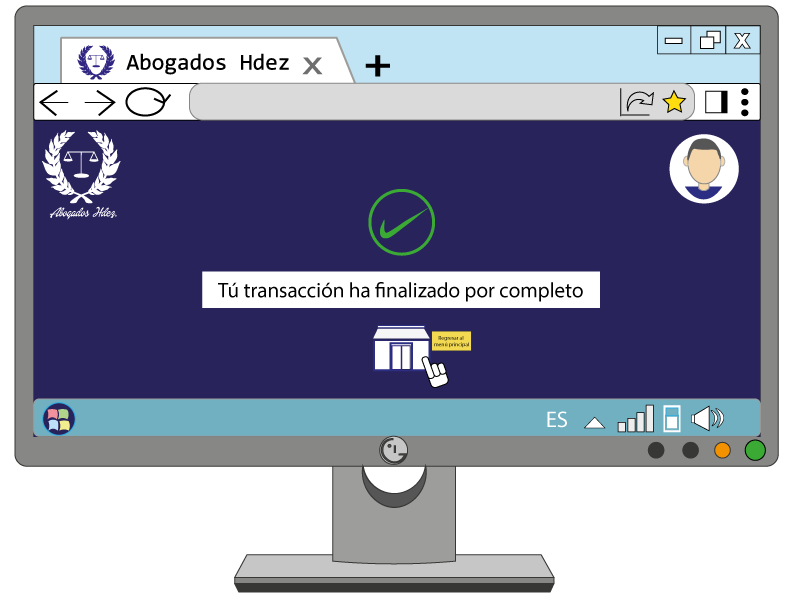 Abogados Hdez X
Abogados Hdez.
Tú transacción ha finalizado por completo
Regresar al
menú principal
ES